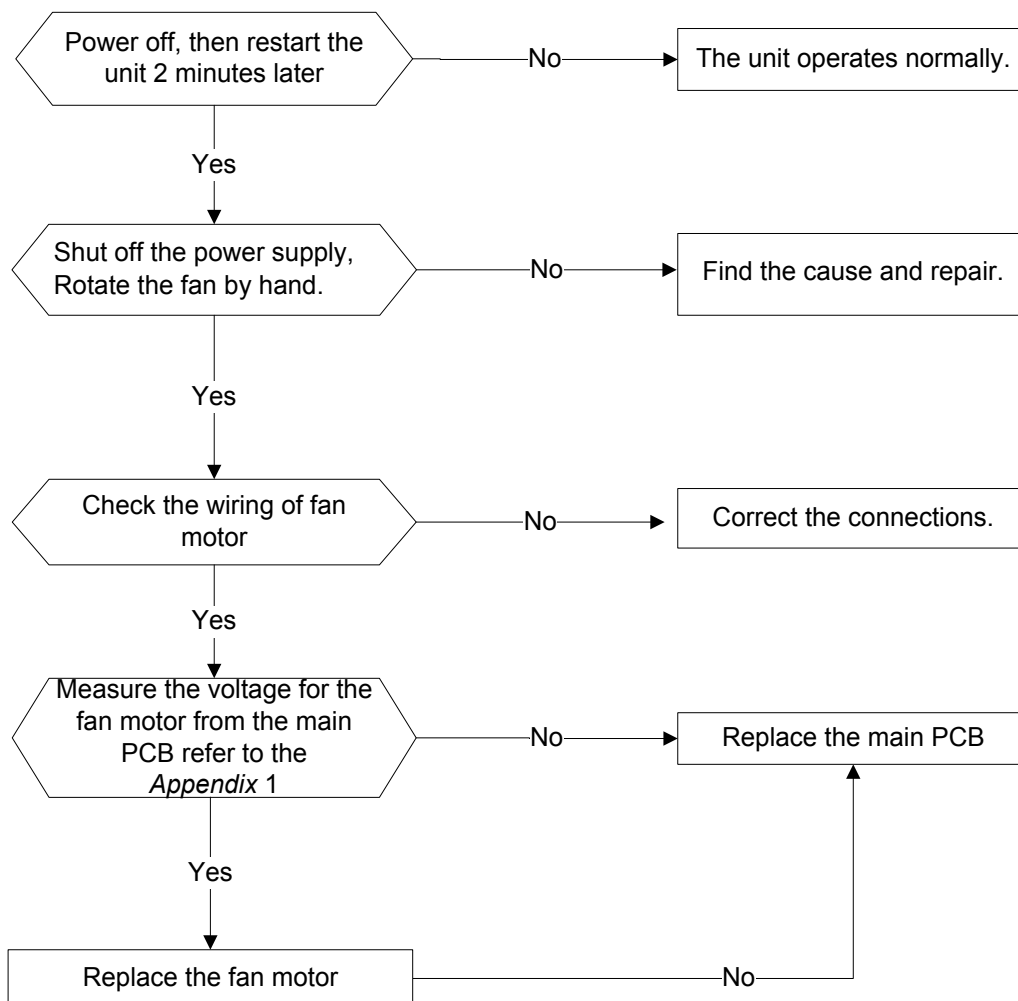 Power off, then restart the
unit 2 minutes later
No
The unit operates normally.
Yes
Shut off the power supply,
Rotate the fan by hand.
No
Find the cause and repair.
Yes
Check the wiring of fan
motor
No
Correct the connections.
Yes
Measure the voltage for the
fan motor from the main
PCB refer to the
Appendix 1
No
Replace the main PCB
Yes
Replace the fan motor
No